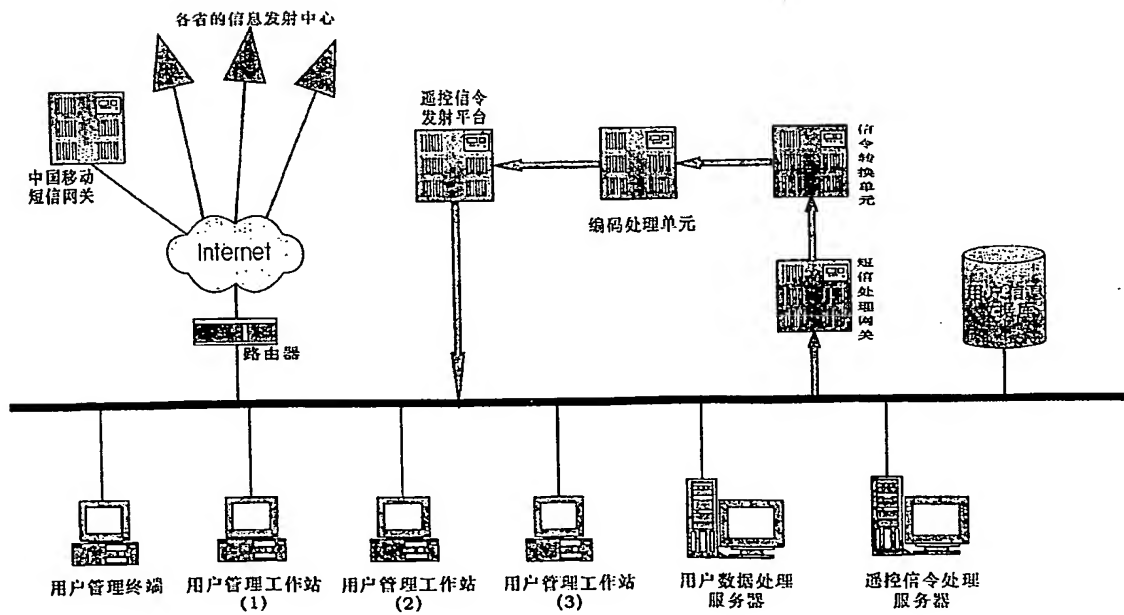 各省的信息发射中心
遥控信令
发射平台
信令转换单元
中国移动
短信网关
编码处理单元
Internet
短信处理网关
路由器
用户管理终端
用户管理工作站
(1)
用户管理工作站
(2)
用户管理工作站
(3)
用户数据处理
服务器
遥控信令处理
服务器